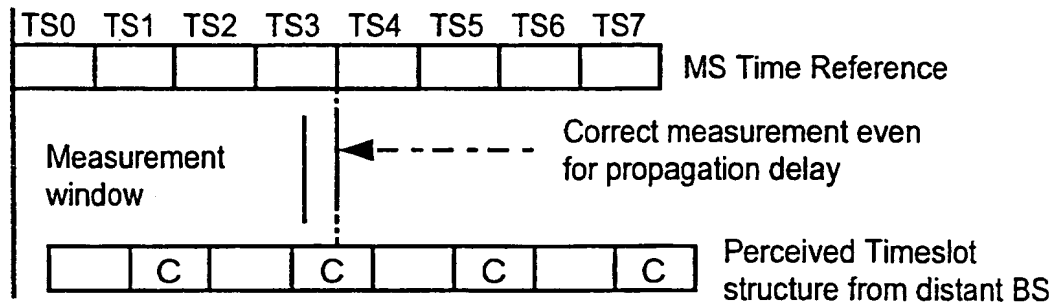 TS0 TS1 TS2 TS3 TS4 TS5 TS6 TS7
MS Time Reference
Measurement
window
Correct measurement even
for propagation delay
C C C C
Perceived Timeslot
structure from distant BS